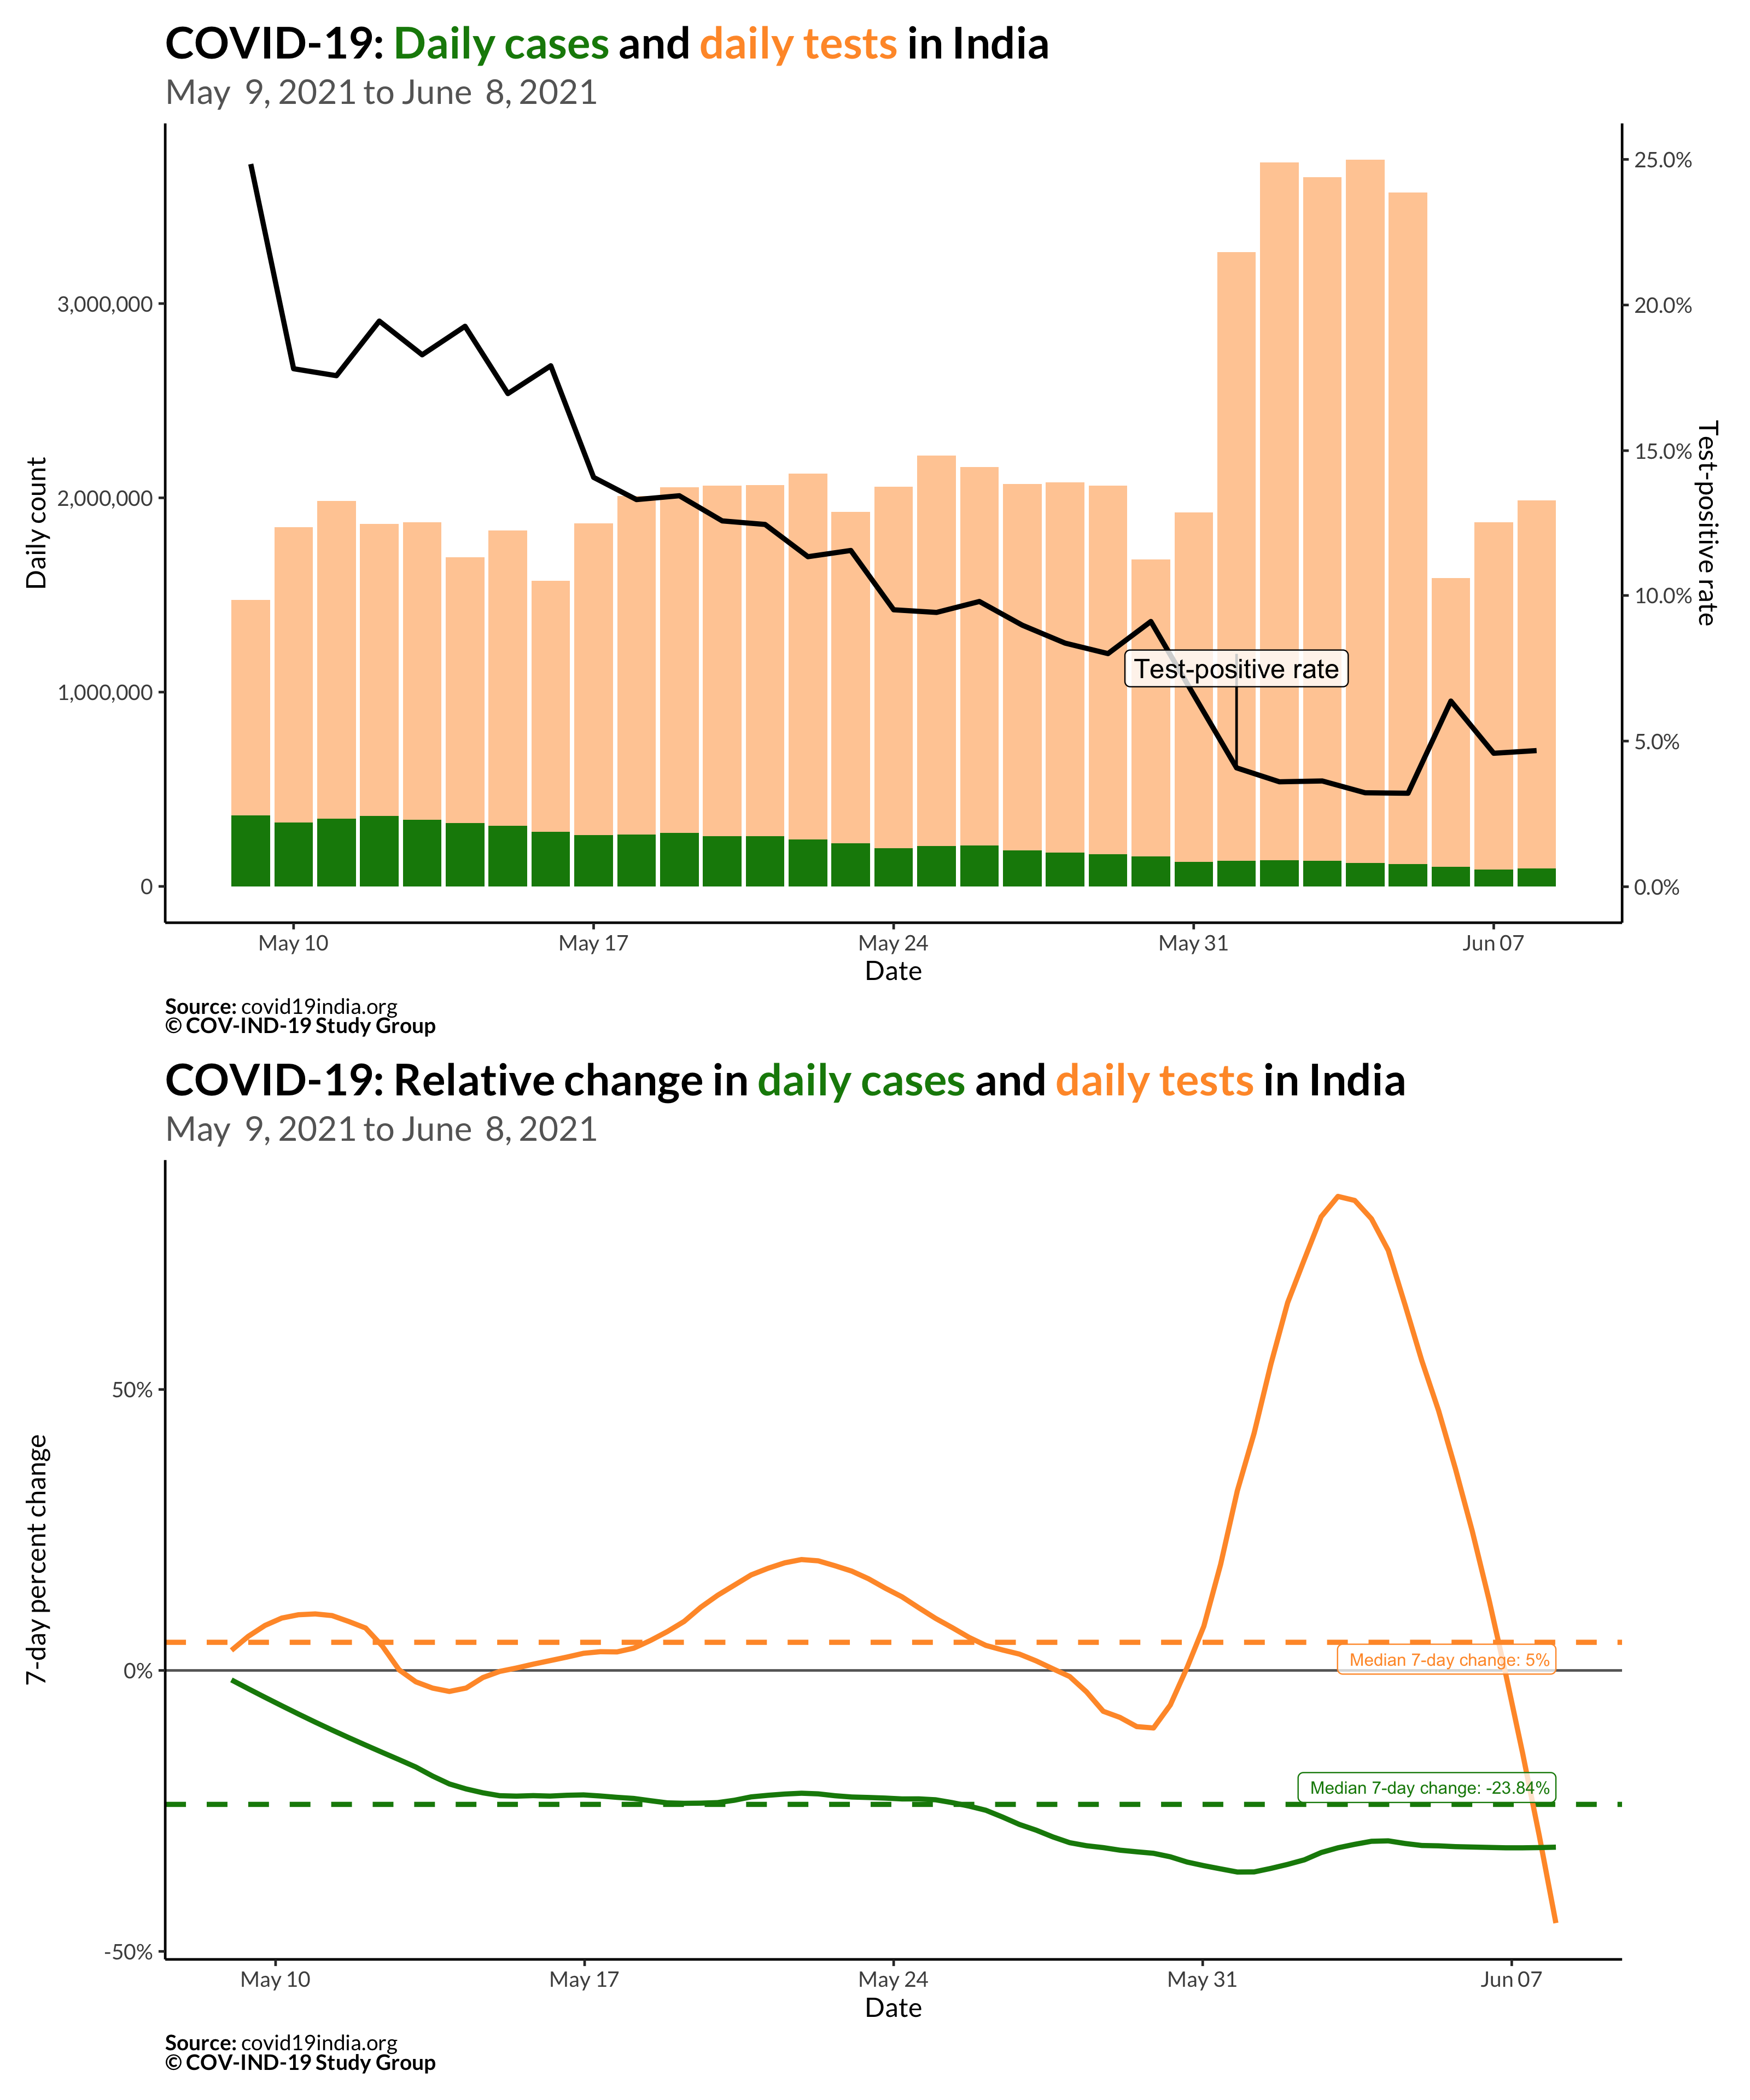 COVID-19: Daily cases and daily tests in India
May 9, 2021 to June 8, 2021
Daily count
3,000,000
2,000,000
1,000,000
0
25.0%
20.0%
15.0%
10.0%
5.0%
0.0%
Test-positive rate
Test-positive rate
May 10
May 17
May 24
May 31
Jun 07
Date
Source: covid19india.org
© COV-IND-19 Study Group
COVID-19: Relative change in daily cases and daily tests in India
May 9, 2021 to June 8, 2021
7-day percent change
50%
0%
-50%
Median 7-day change: 5%
Median 7-day change: -23.84%
May 10
May 17
May 24
May 31
Jun 07
Date
Source: covid19india.org
© COV-IND-19 Study Group